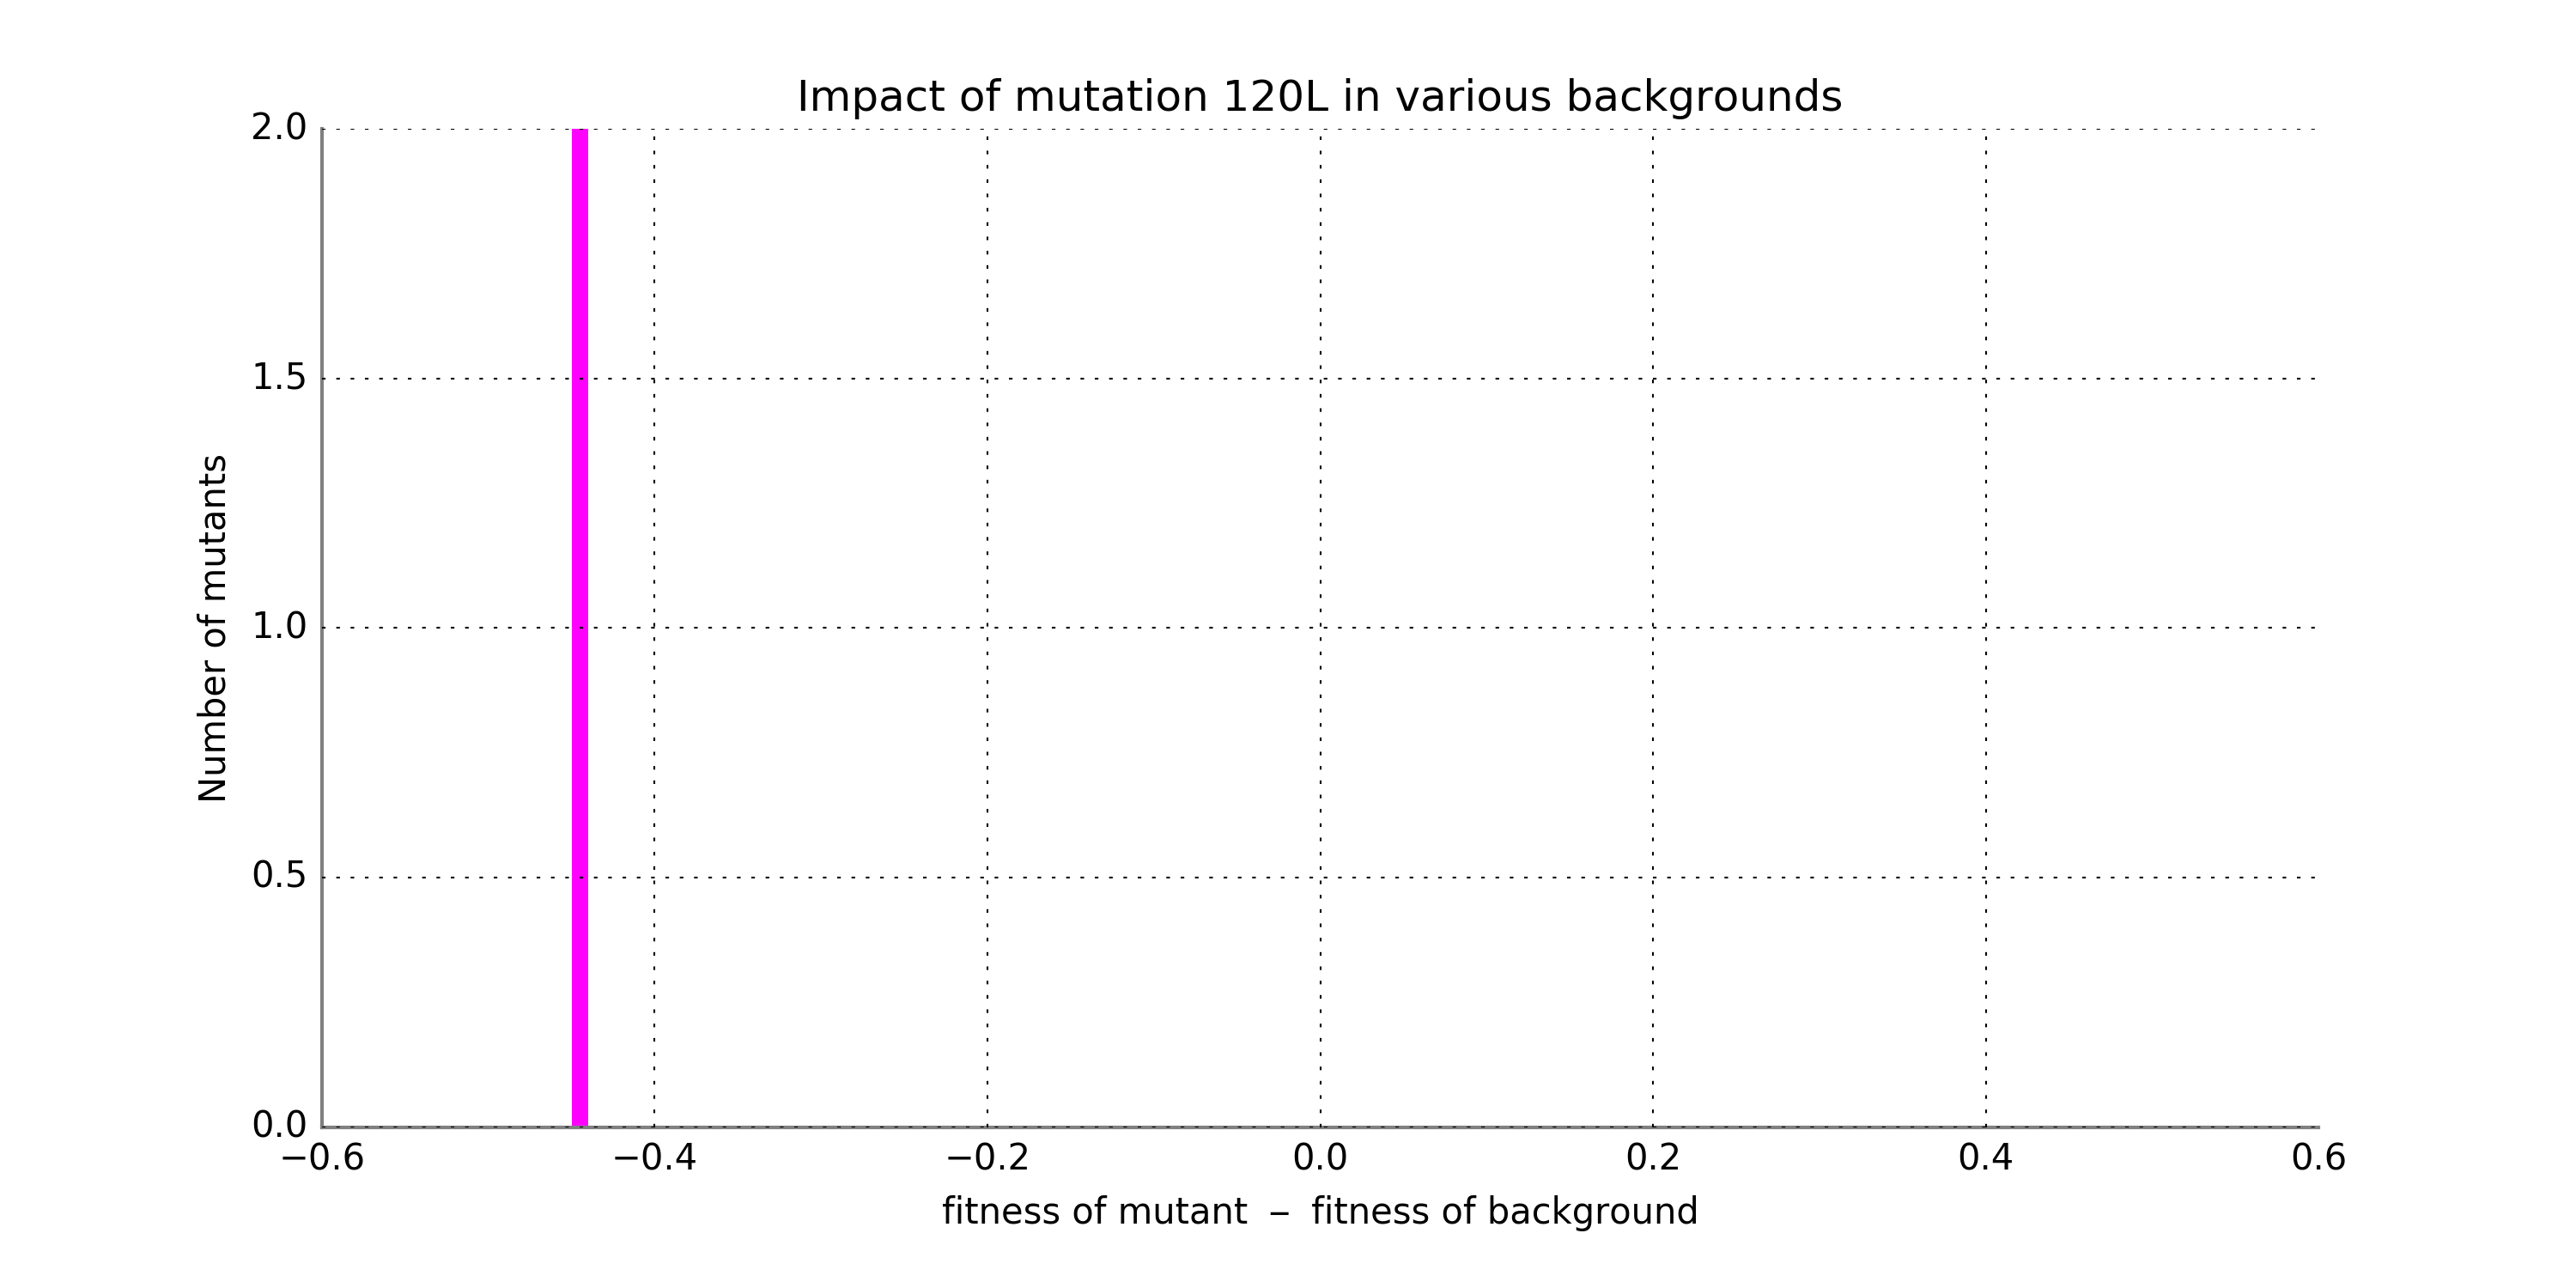 Impact of mutation 120L in various backgrounds
2.0
1.5
1.0
0.5
0.0
Number of mutants
−0.6 −0.4 −0.2 0.0 0.2 0.4 0.6
fitness of mutant − fitness of background